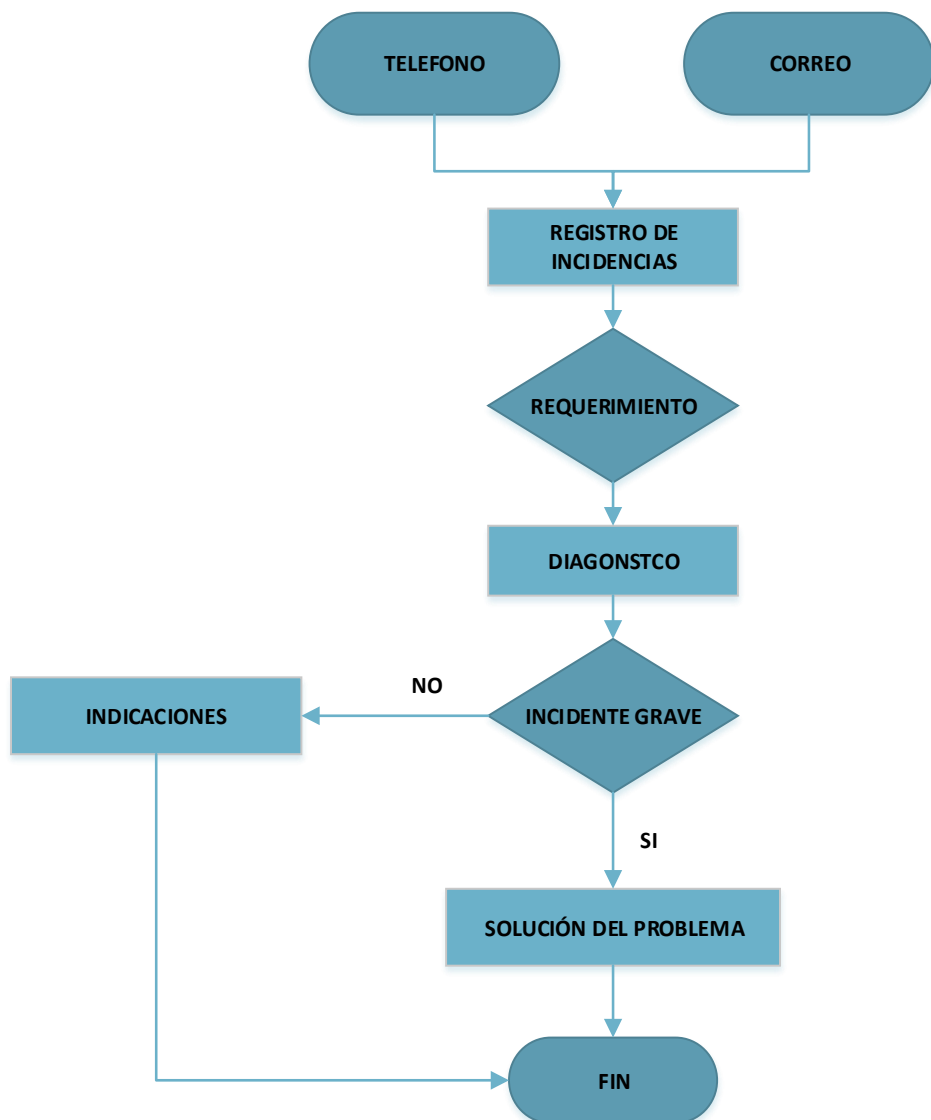 TELEFONO
CORREO
REGISTRO DE
INCIDENCIAS
REQUERIMIENTO
DIAGONSTCO
NO
INDICACIONES
INCIDENTE GRAVE
SI
SOLUCIÓN DEL PROBLEMA
FIN